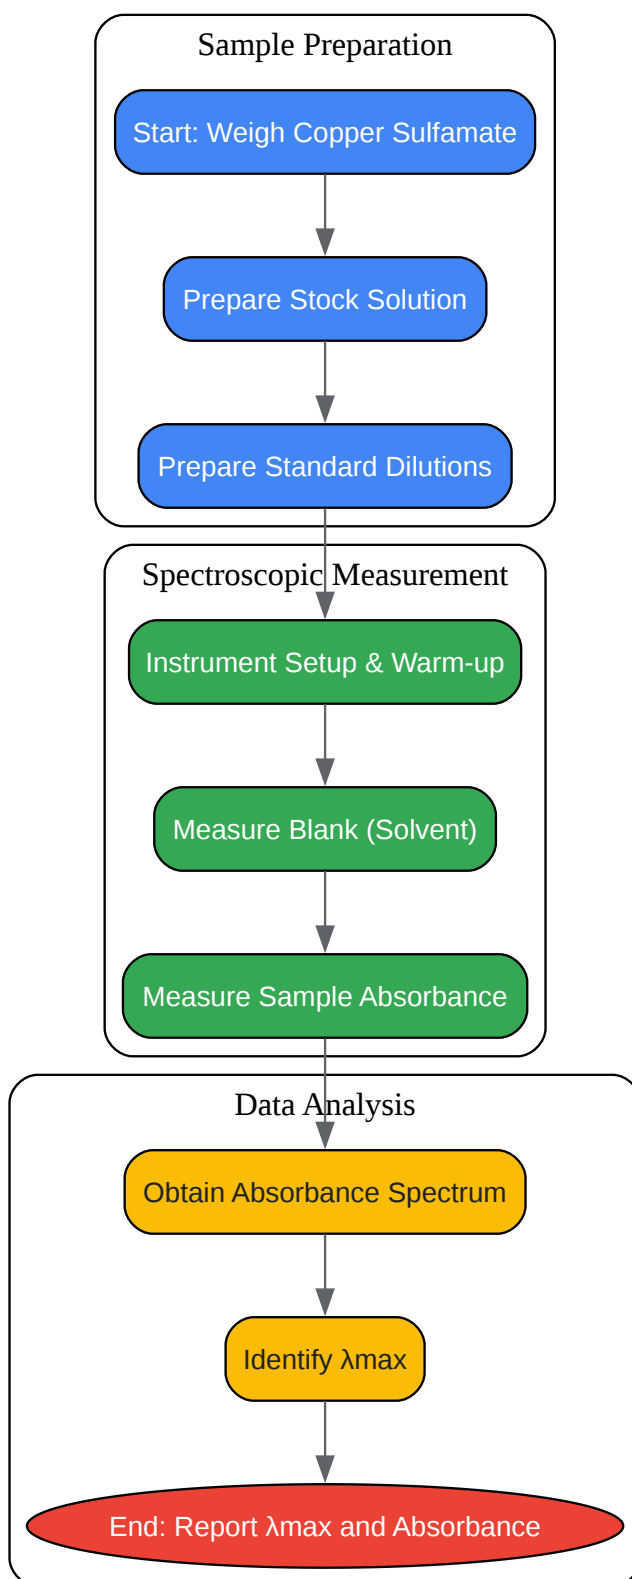 Sample Preparation
Start: Weigh Copper Sulfamate
Prepare Stock Solution
Prepare Standard Dilutions
Spectroscopic Measurement
Instrument Setup & Warm-up
Measure Blank (Solvent)
Measure Sample Absorbance
Data Analysis
Obtain Absorbance Spectrum
Identify λmax
End: Report λmax and Absorbance